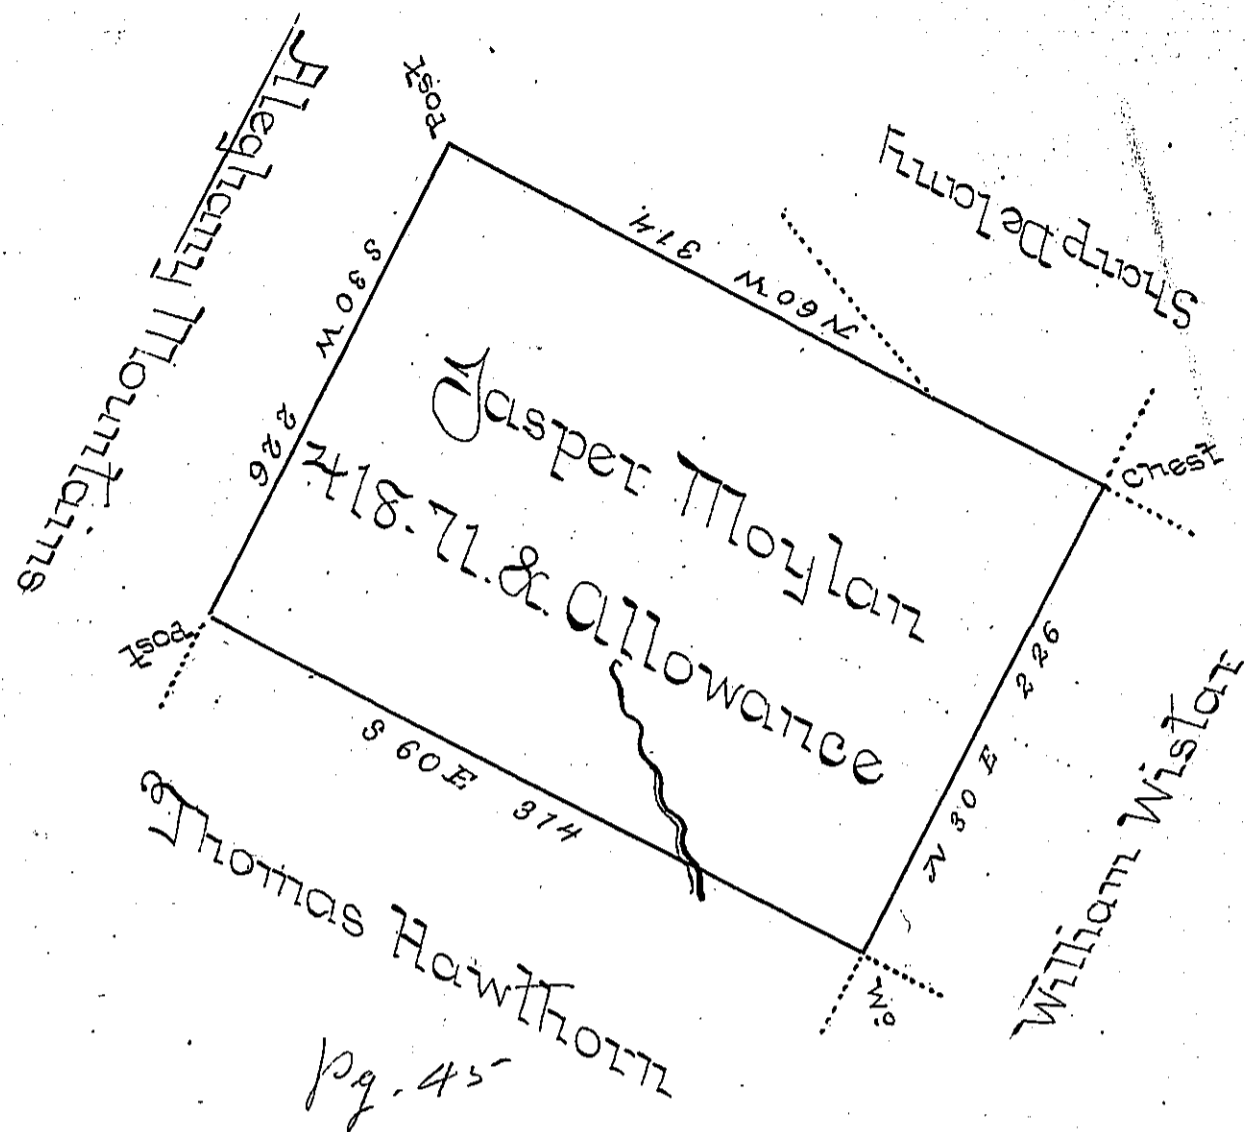 Aleghany Mountains
Post
S 30 W
226
N 60 W 314
Sharp Delany
Chest
Jasper Moylan
418.71. & Allowance
N 30 E 226
William Wistar
Post
S 60 E 314
W.o
Thomas Hawthorn
pg. 45